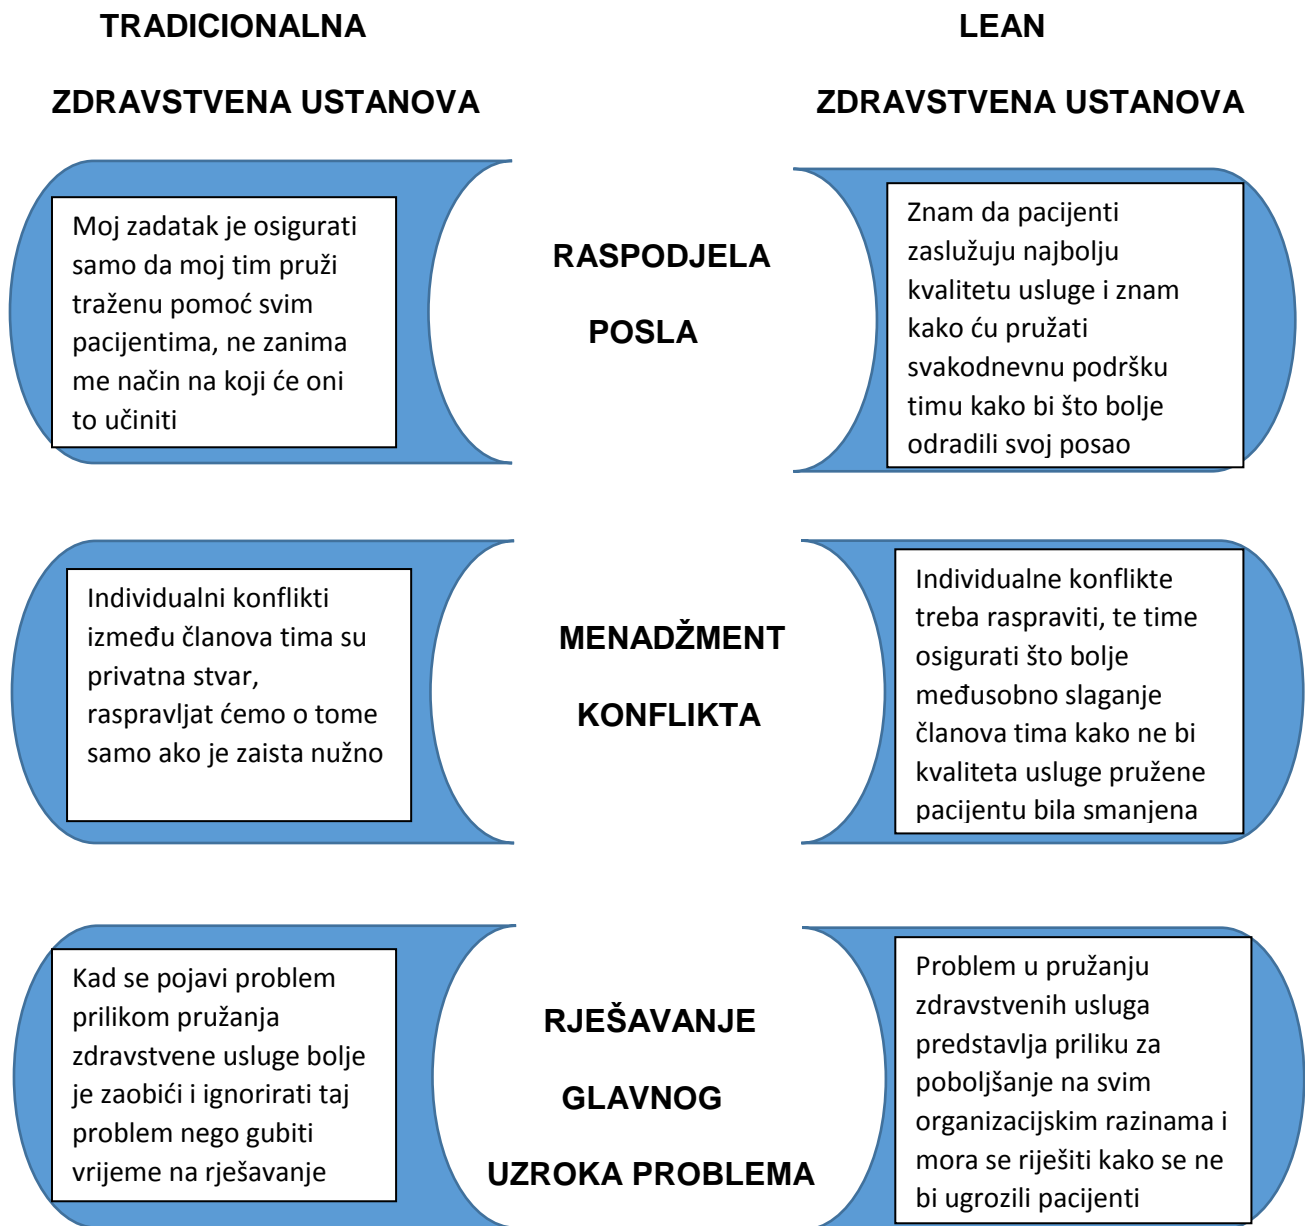 TRADICIONALNA
ZDRAVSTVENA USTANOVA
LEAN
ZDRAVSTVENA USTANOVA
Moj zadatak je osigurati
samo da moj tim pruži
traženu pomoć svim
pacijentima, ne zanima
me način na koji će oni
to učiniti
RASPODJELA
POSLA
Znam da pacijenti
zaslužuju najbolju
kvalitetu usluge i znam
kako ću pružati
svakodnevnu podršku
timu kako bi što bolje
odradili svoj posao
Individualni konflikti
između članova tima su
privatna stvar,
raspravljat ćemo o tome
samo ako je zaista nužno
MENADŽMENT
KONFLIKTA
Individualne konflikte
treba raspraviti, te time
osigurati što bolje
međusobno slaganje
članova tima kako ne bi
kvaliteta usluge pružene
pacijentu bila smanjena
Kad se pojavi problem
prilikom pružanja
zdravstvene usluge bolje
je zaobići i ignorirati taj
problem nego gubiti
vrijeme na rješavanje
RJEŠAVANJE
GLAVNOG
UZROKA PROBLEMA
Problem u pružanju
zdravstvenih usluga
predstavlja priliku za
poboljšanje na svim
organizacijskim razinama i
mora se riješiti kako se ne
bi ugrozili pacijenti